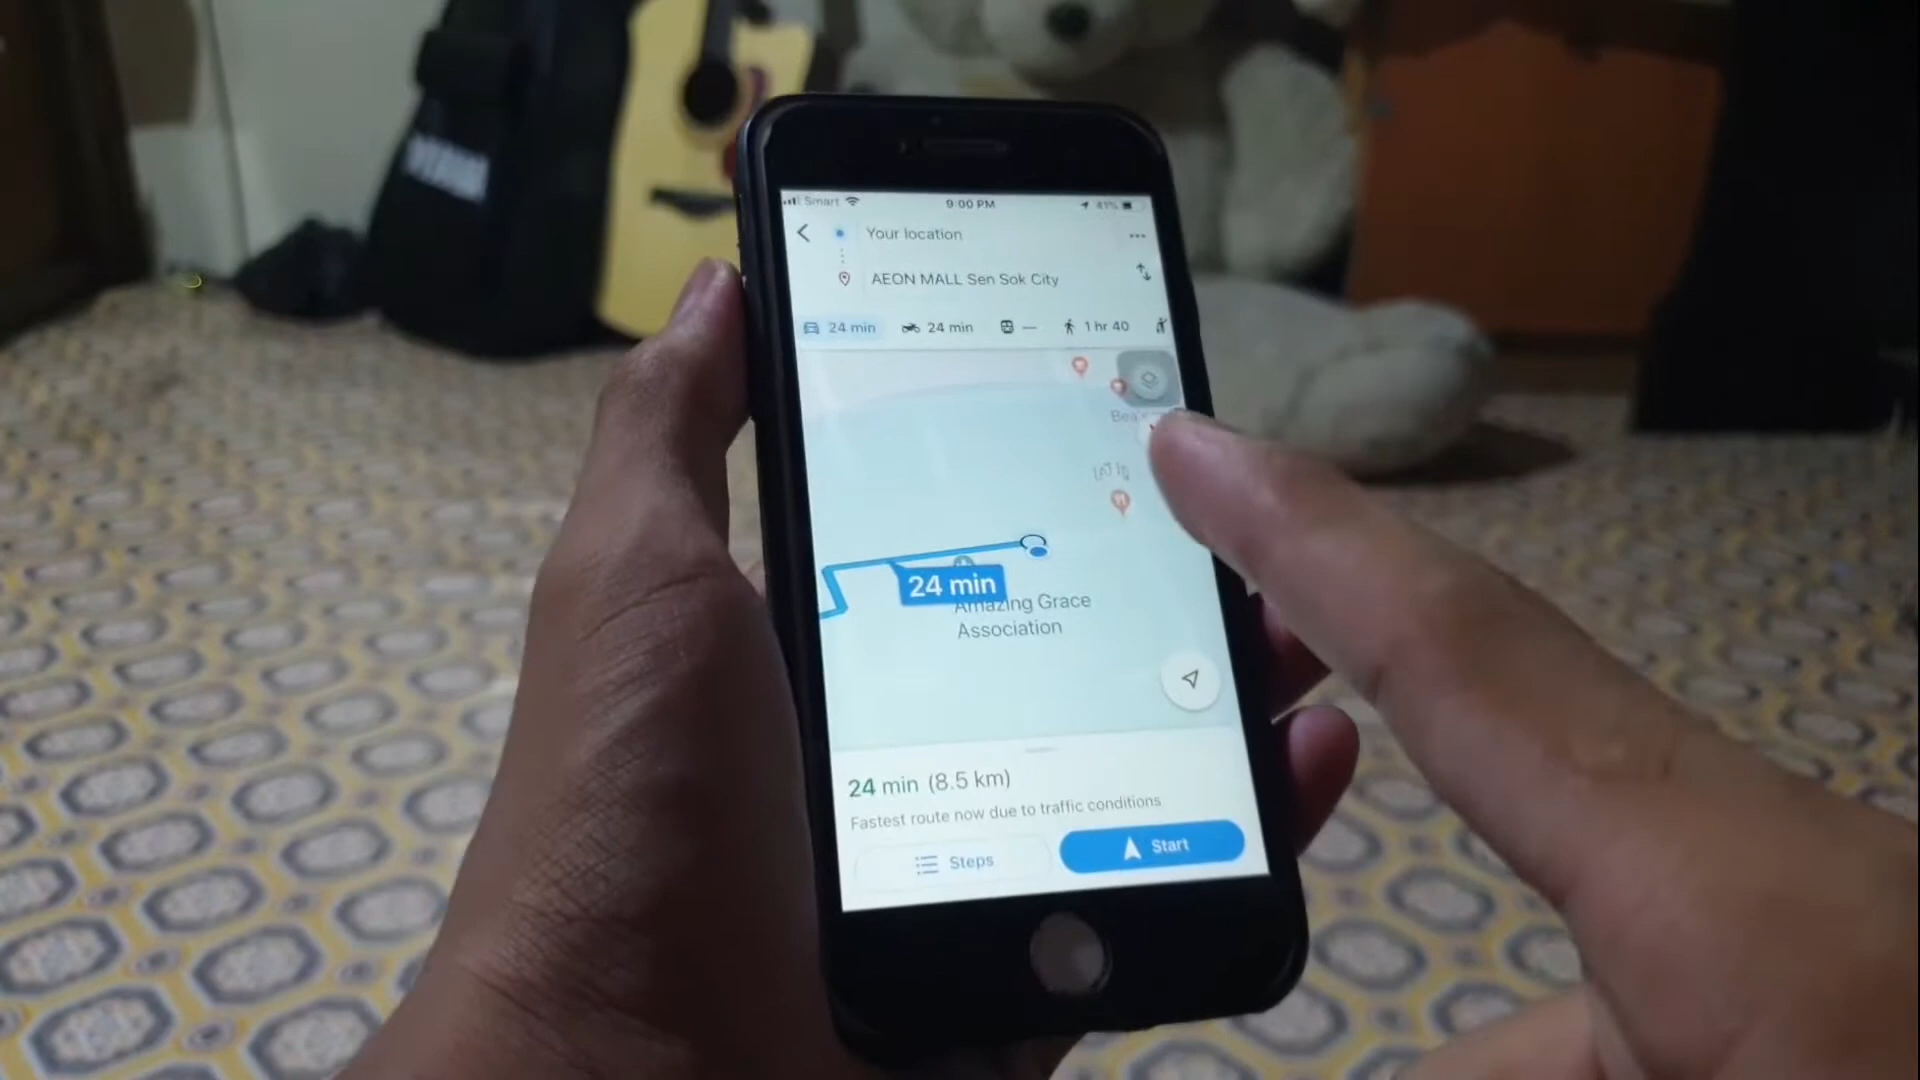 Smart
9:00 PM
41%
Your location
AEON MALL Sen Sok City
24 min
24 min
—
1 hr 40
24 min
Amazing Grace
Association
24 min (8.5 km)
Fastest route now due to traffic conditions
Steps
Start